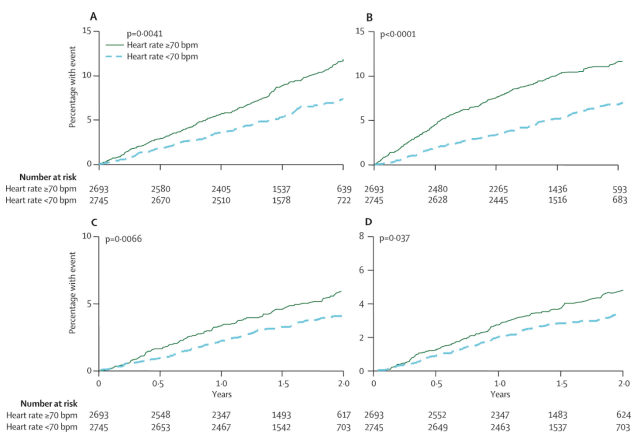 A
p=0·0041
Heart rate ≥70 bpm
Heart rate <70 bpm
Percentage with event
15
10
5
0
B
p<0·0001
15
10
5
0
Number at risk
Heart rate ≥70 bpm 2693 2580 2405 1537 639 2693 2480 2265 1436 593
Heart rate <70 bpm 2745 2670 2510 1578 722 2745 2628 2445 1516 683
C
p=0·0066
Percentage with event
10
5
0
0 0·5 1·0 1·5 2·0
Years
D
p=0·037
8
6
4
2
0
0 0·5 1·0 1·5 2·0
Years
Number at risk
Heart rate ≥70 bpm 2693 2548 2347 1493 617 2693 2552 2347 1483 624
Heart rate <70 bpm 2745 2653 2467 1542 703 2745 2649 2463 1537 703